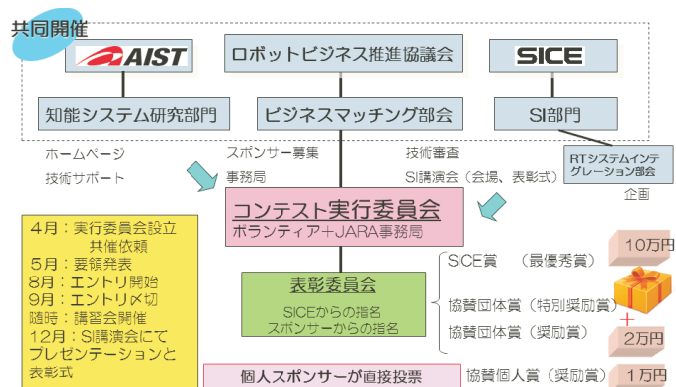 共同開催
AIST
ロボットビジネス推進協議会
SICE
知能システム研究部門
ビジネスマッチング部会
SI部門
ホームページ
技術サポート
スポンサー募集
事務局
技術審査
SI講演会（会場、表彰式）
RTシステムインテ
グレーション部会
企画
コンテスト実行委員会
ボランティア＋JARA事務局
4月：実行委員会設立
共催依頼
5月：要領発表
8月：エントリ開始
9月：エントリ〆切
随時：講習会開催
12月：SI講演会にて
プレゼンテーションと
表彰式
表彰委員会
SICEからの指名
スポンサーからの指名
SICE賞　（最優秀賞）
10万円
協賛団体賞（特別奨励賞）
＋
協賛団体賞（奨励賞）
2万円
個人スポンサーが直接投票
協賛個人賞（奨励賞）
1万円